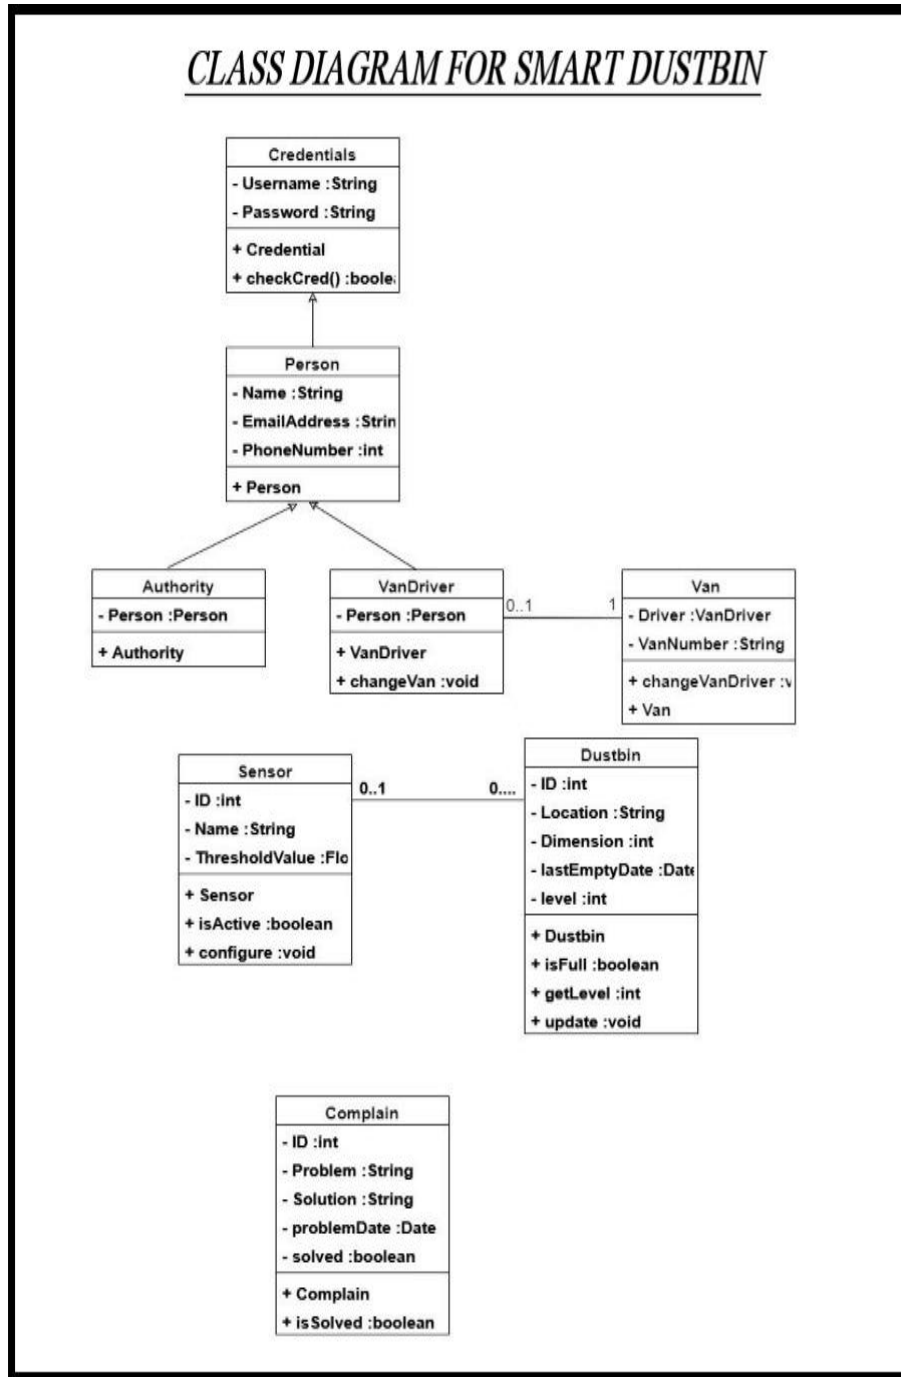 CLASS DIAGRAM FOR SMART DUSTBIN
Credentials
- Username :String
- Password :String
+ Credential
+ checkCred() :boolea
Person
- Name :String
- EmailAddress :Strin
- PhoneNumber :int
+ Person
Authority
- Person :Person
+ Authority
VanDriver
- Person :Person
+ VanDriver
+ changeVan :void
0..1
1
Van
- Driver :VanDriver
- VanNumber :String
+ changeVanDriver :v
+ Van
Sensor
- ID :int
- Name :String
- ThresholdValue :Flo
+ Sensor
+ isActive :boolean
+ configure :void
0..1
0....
Dustbin
- ID :int
- Location :String
- Dimension :int
- lastEmptyDate :Date
- level :int
+ Dustbin
+ isFull :boolean
+ getLevel :int
+ update :void
Complain
- ID :int
- Problem :String
- Solution :String
- problemDate :Date
- solved :boolean
+ Complain
+ isSolved :boolean